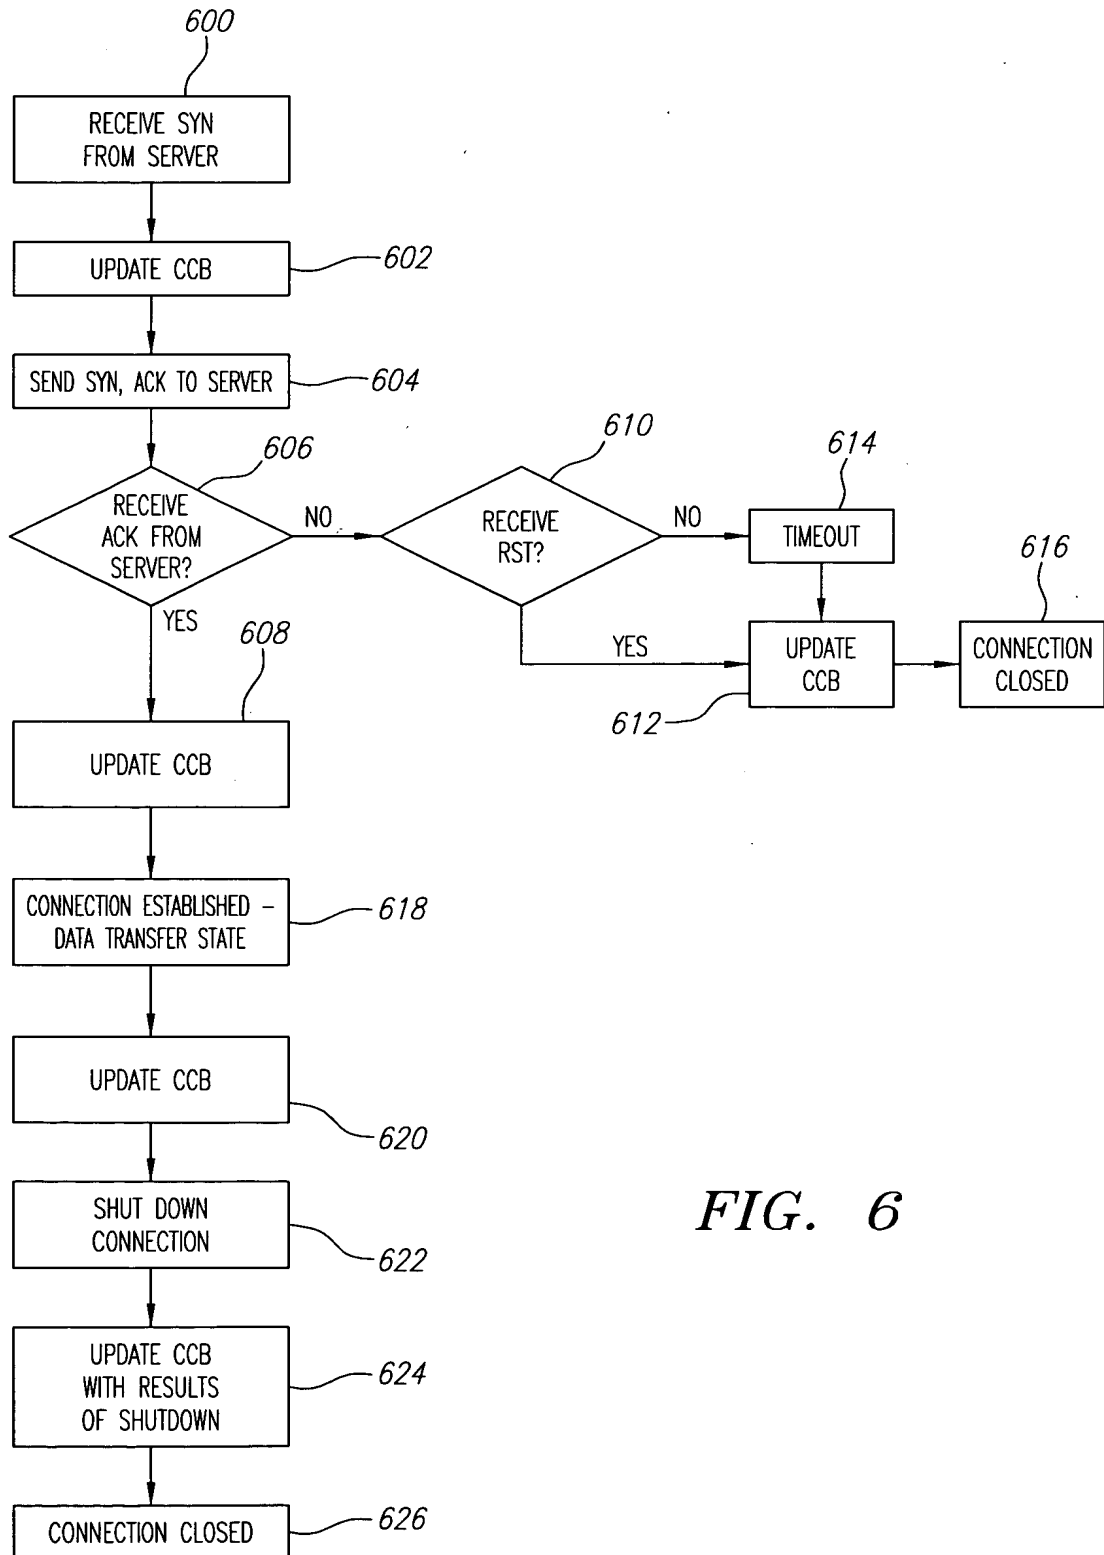 600
RECEIVE SYN
FROM SERVER
UPDATE CCB
602
SEND SYN, ACK TO SERVER
604
606
RECEIVE
ACK FROM
SERVER?
NO
YES
610
RECEIVE
RST?
NO
YES
614
TIMEOUT
UPDATE
CCB
612
616
CONNECTION
CLOSED
608
UPDATE CCB
CONNECTION ESTABLISHED –
DATA TRANSFER STATE
618
UPDATE CCB
620
SHUT DOWN
CONNECTION
622
UPDATE CCB
WITH RESULTS
OF SHUTDOWN
624
CONNECTION CLOSED
626
FIG. 6